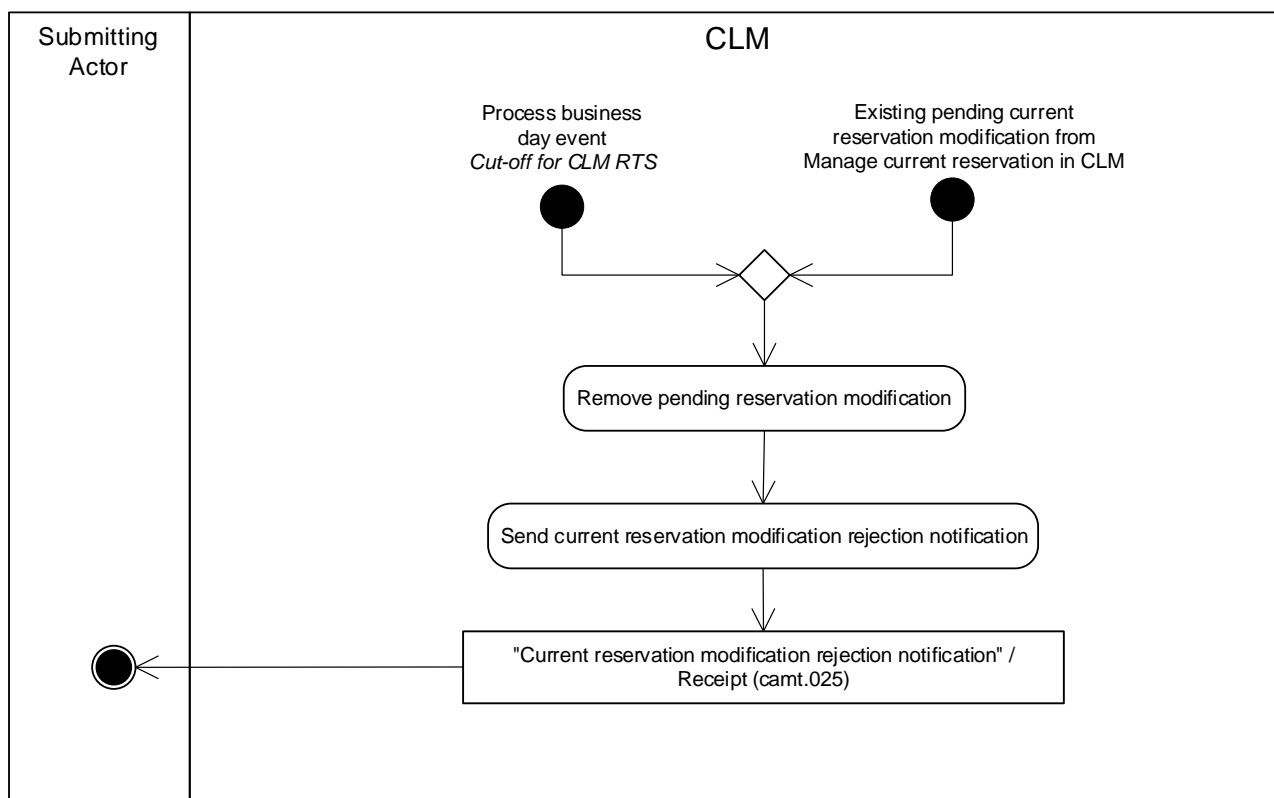 Submitting
Actor
CLM
Process business
day event
Cut-off for CLM RTS
Existing pending current
reservation modification from
Manage current reservation in CLM
Remove pending reservation modification
Send current reservation modification rejection notification
"Current reservation modification rejection notification" /
Receipt (camt.025)